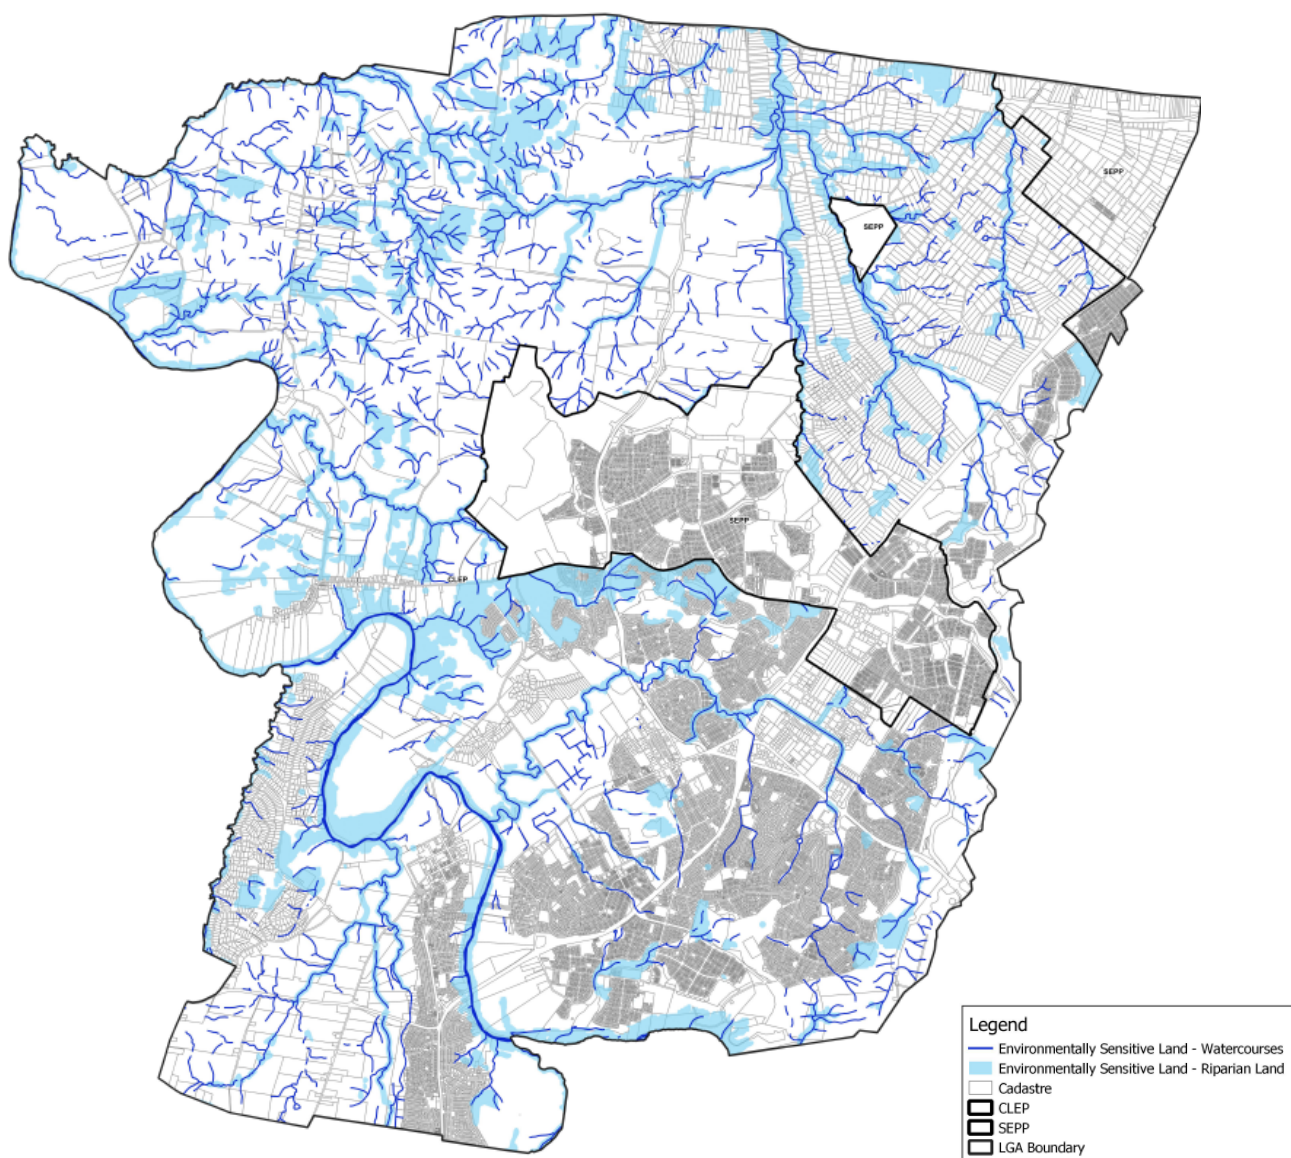 SEPP
SEPP
SEPP
CLEP
Legend
Environmentally Sensitive Land - Watercourses
Environmentally Sensitive Land - Riparian Land
Cadastre
CLEP
SEPP
LGA Boundary